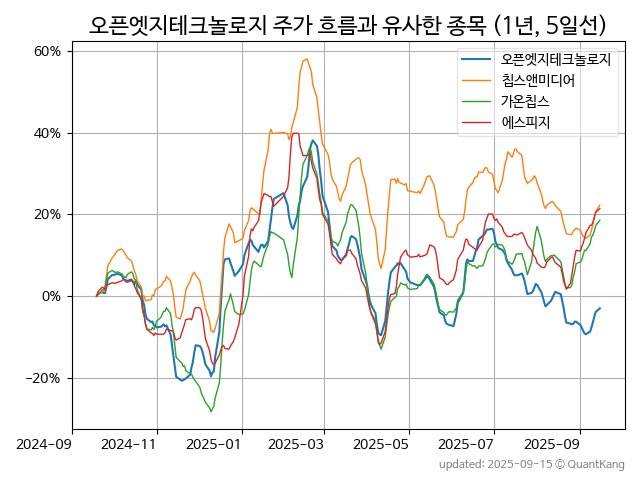 오픈엣지테크놀로지 주가 흐름과 유사한 종목 (1년, 5일선)
오픈엣지테크놀로지
칩스앤미디어
가온칩스
에스피지
60%
40%
20%
0%
−20%
2024-09
2024-11
2025-01
2025-03
2025-05
2025-07
2025-09
updated: 2025-09-15 © QuantKang